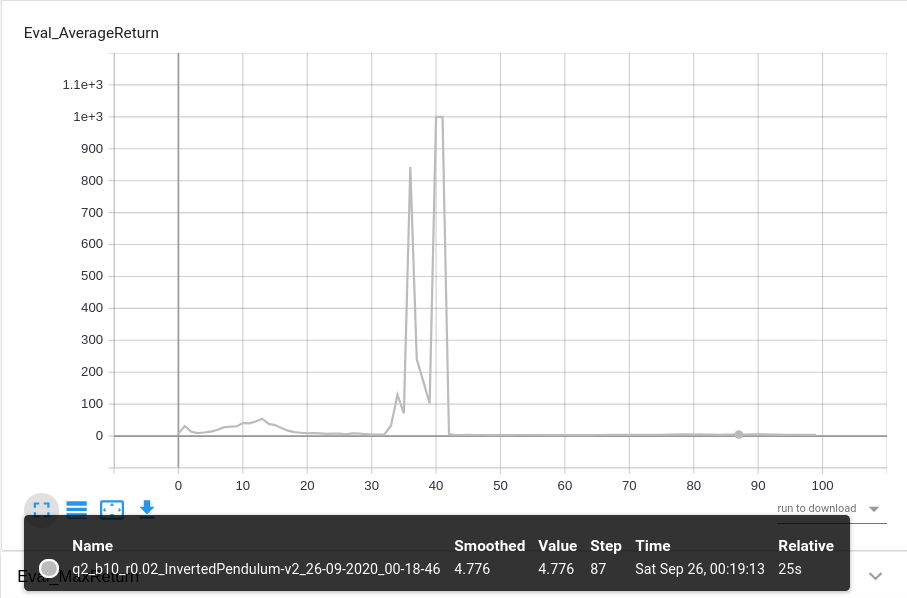 Eval_AverageReturn
1.1e+3
1e+3
900
800
700
600
500
400
300
200
100
0
0 10 20 30 40 50 60 70 80 90 100
run to download
Name Smoothed Value Step Time Relative
q2_b10_r0.02_InvertedPendulum-v2_26-09-2020_00-18-46 4.776 4.776 87 Sat Sep 26, 00:19:13 25s
Eval_MaxReturn